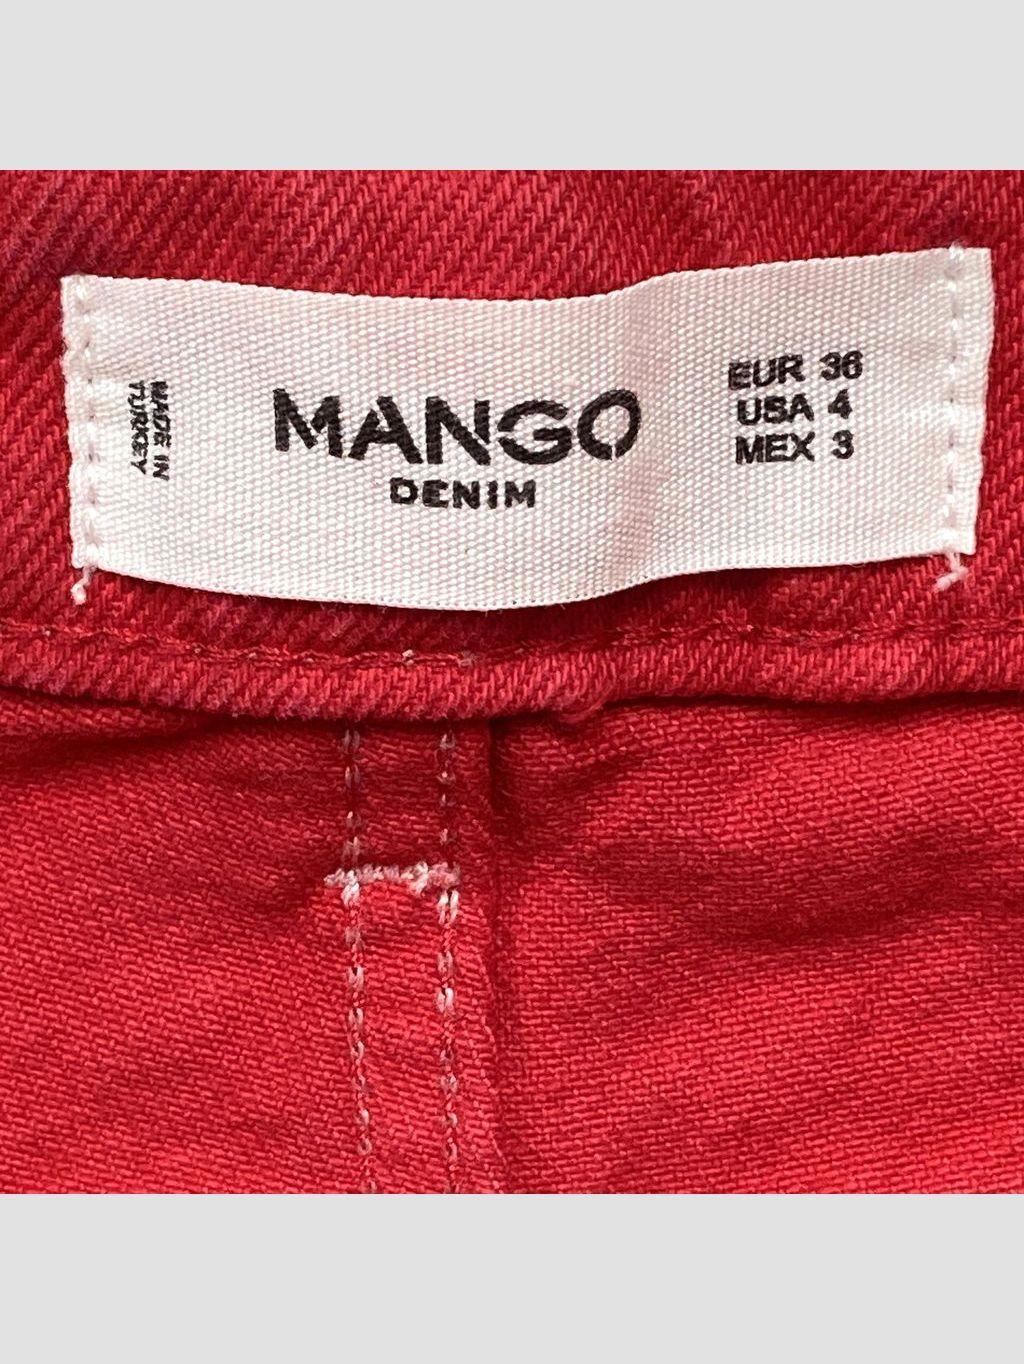 MADE IN
TURKEY
MANGO
DENIM
EUR 36
USA 4
MEX 3